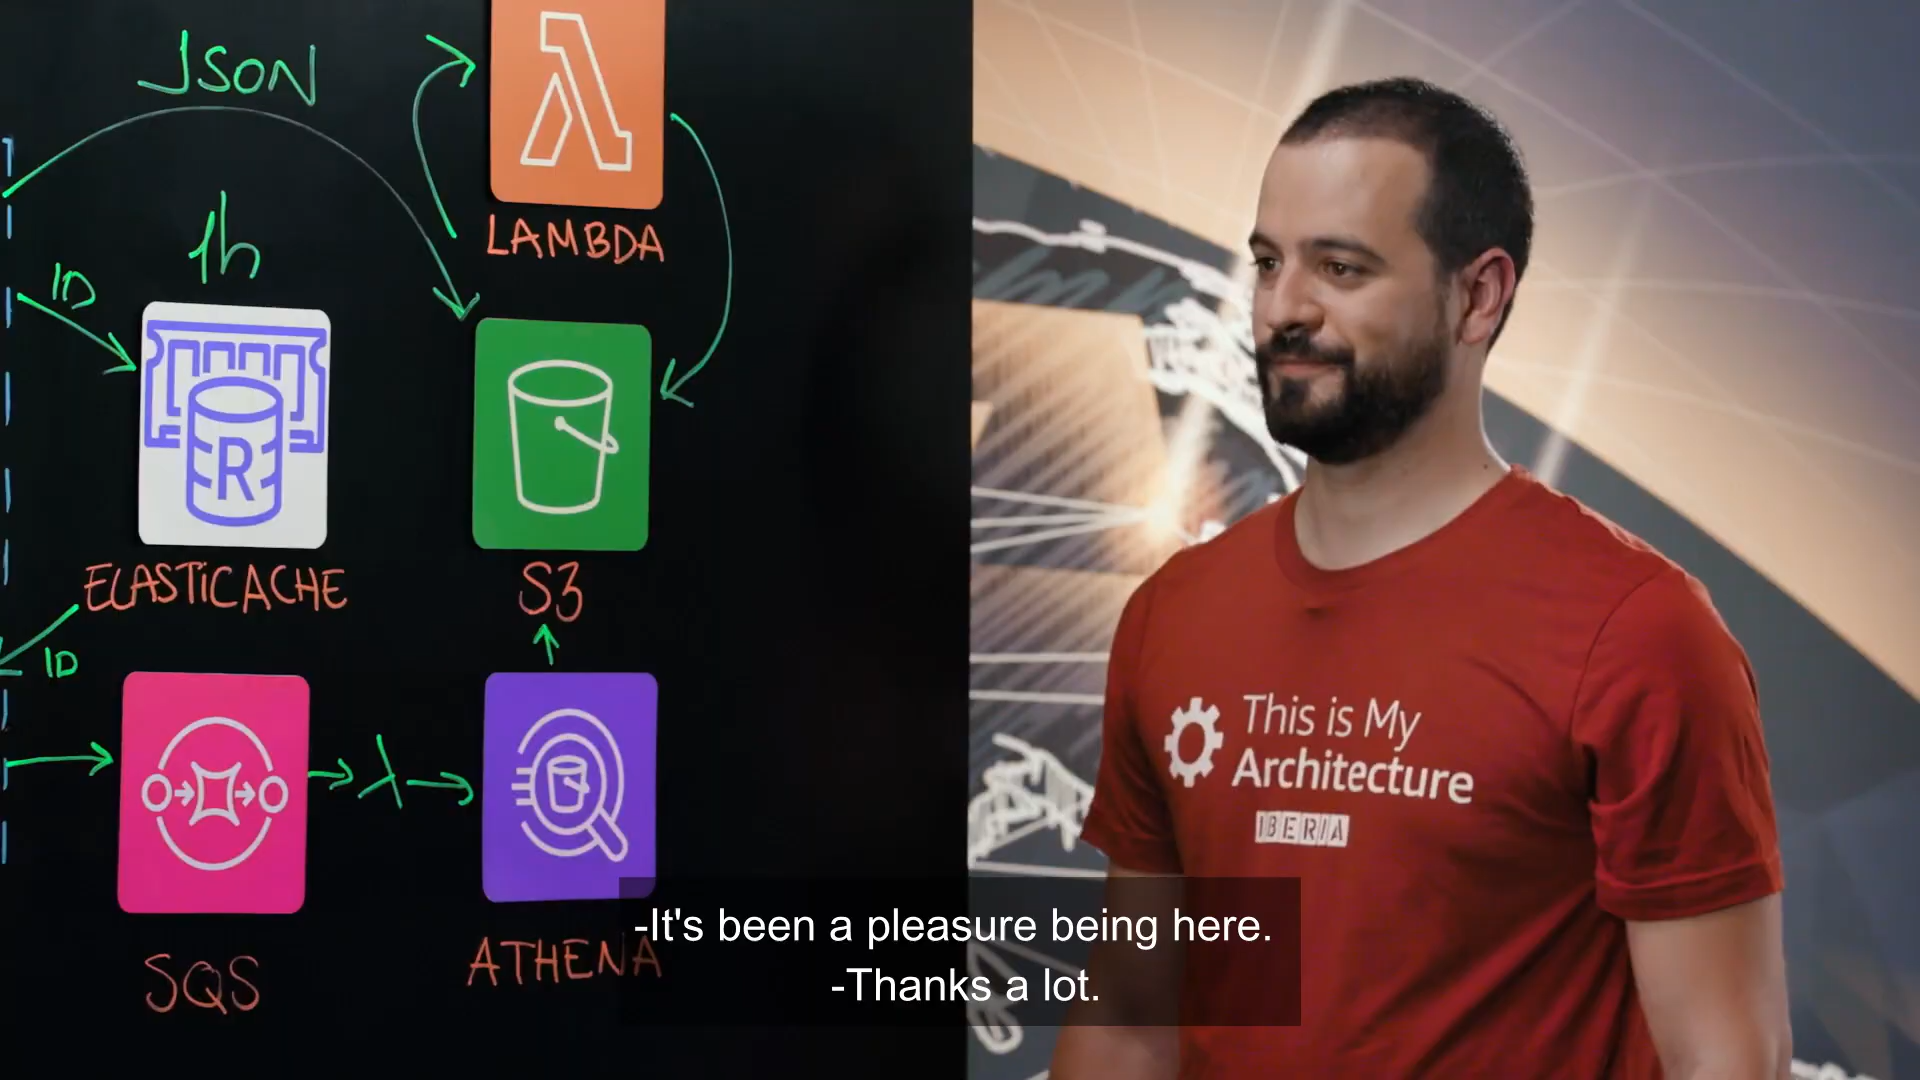 JSON
LAMBDA
1h
ID
R
ELASTICACHE
S3
ID
λ
SQS
ATHENA
This is My
Architecture
IBERIA
-It's been a pleasure being here.
-Thanks a lot.